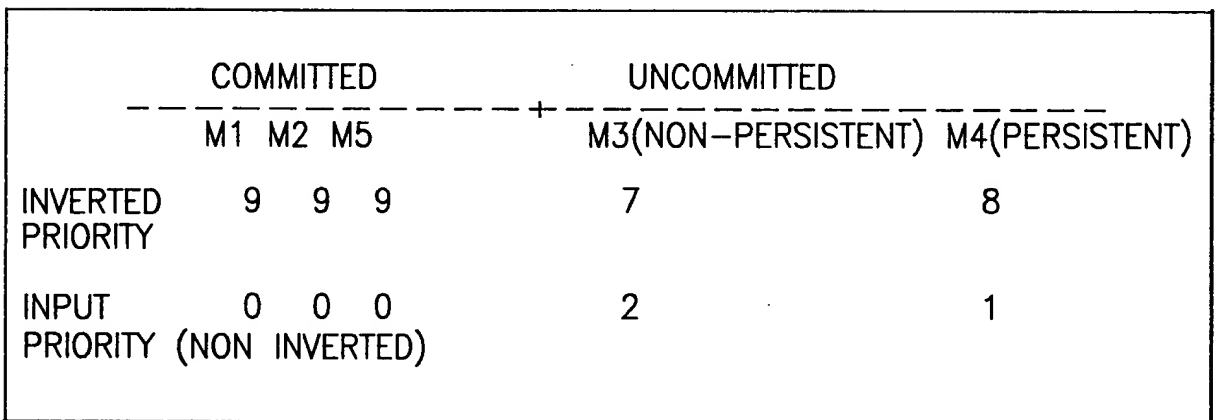 COMMITTED UNCOMMITTED
M1 M2 M5 M3(NON-PERSISTENT) M4(PERSISTENT)
INVERTED 9 9 9 7 8
PRIORITY
INPUT 0 0 0 2 1
PRIORITY (NON INVERTED)